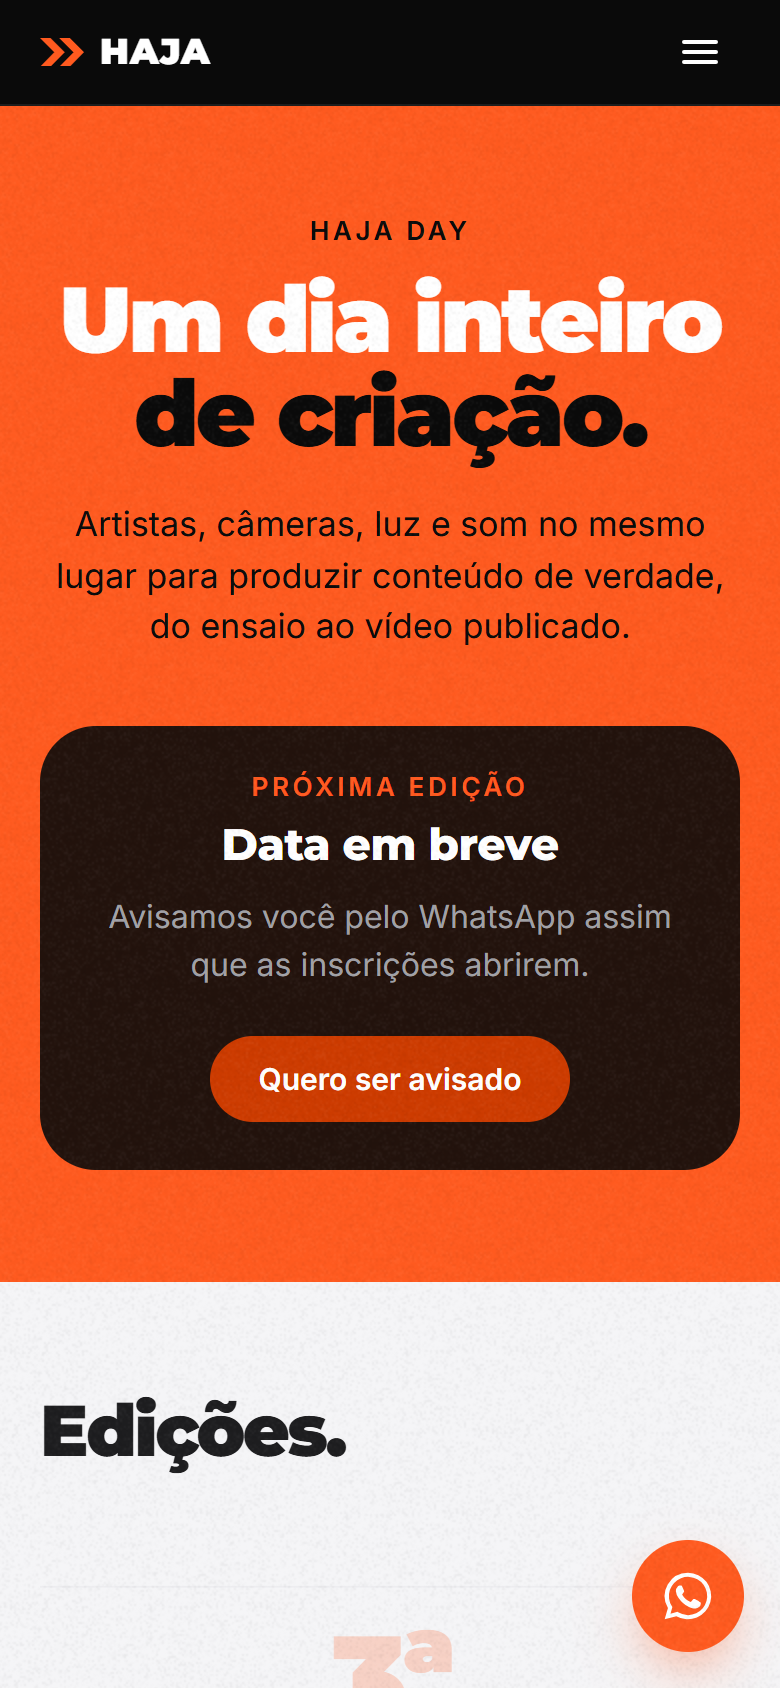 HAJA
HAJA DAY
Um dia inteiro
de criação.
Artistas, câmeras, luz e som no mesmo
lugar para produzir conteúdo de verdade,
do ensaio ao vídeo publicado.
PRÓXIMA EDIÇÃO
Data em breve
Avisamos você pelo WhatsApp assim
que as inscrições abrirem.
Quero ser avisado
Edições.
3ª